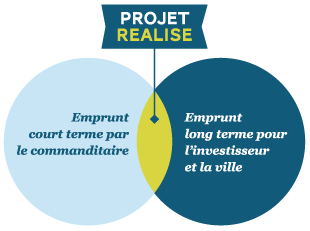 PROJET
REALISE
Emprunt
court terme par
le commanditaire
Emprunt
long terme pour
l'investisseur
et la ville